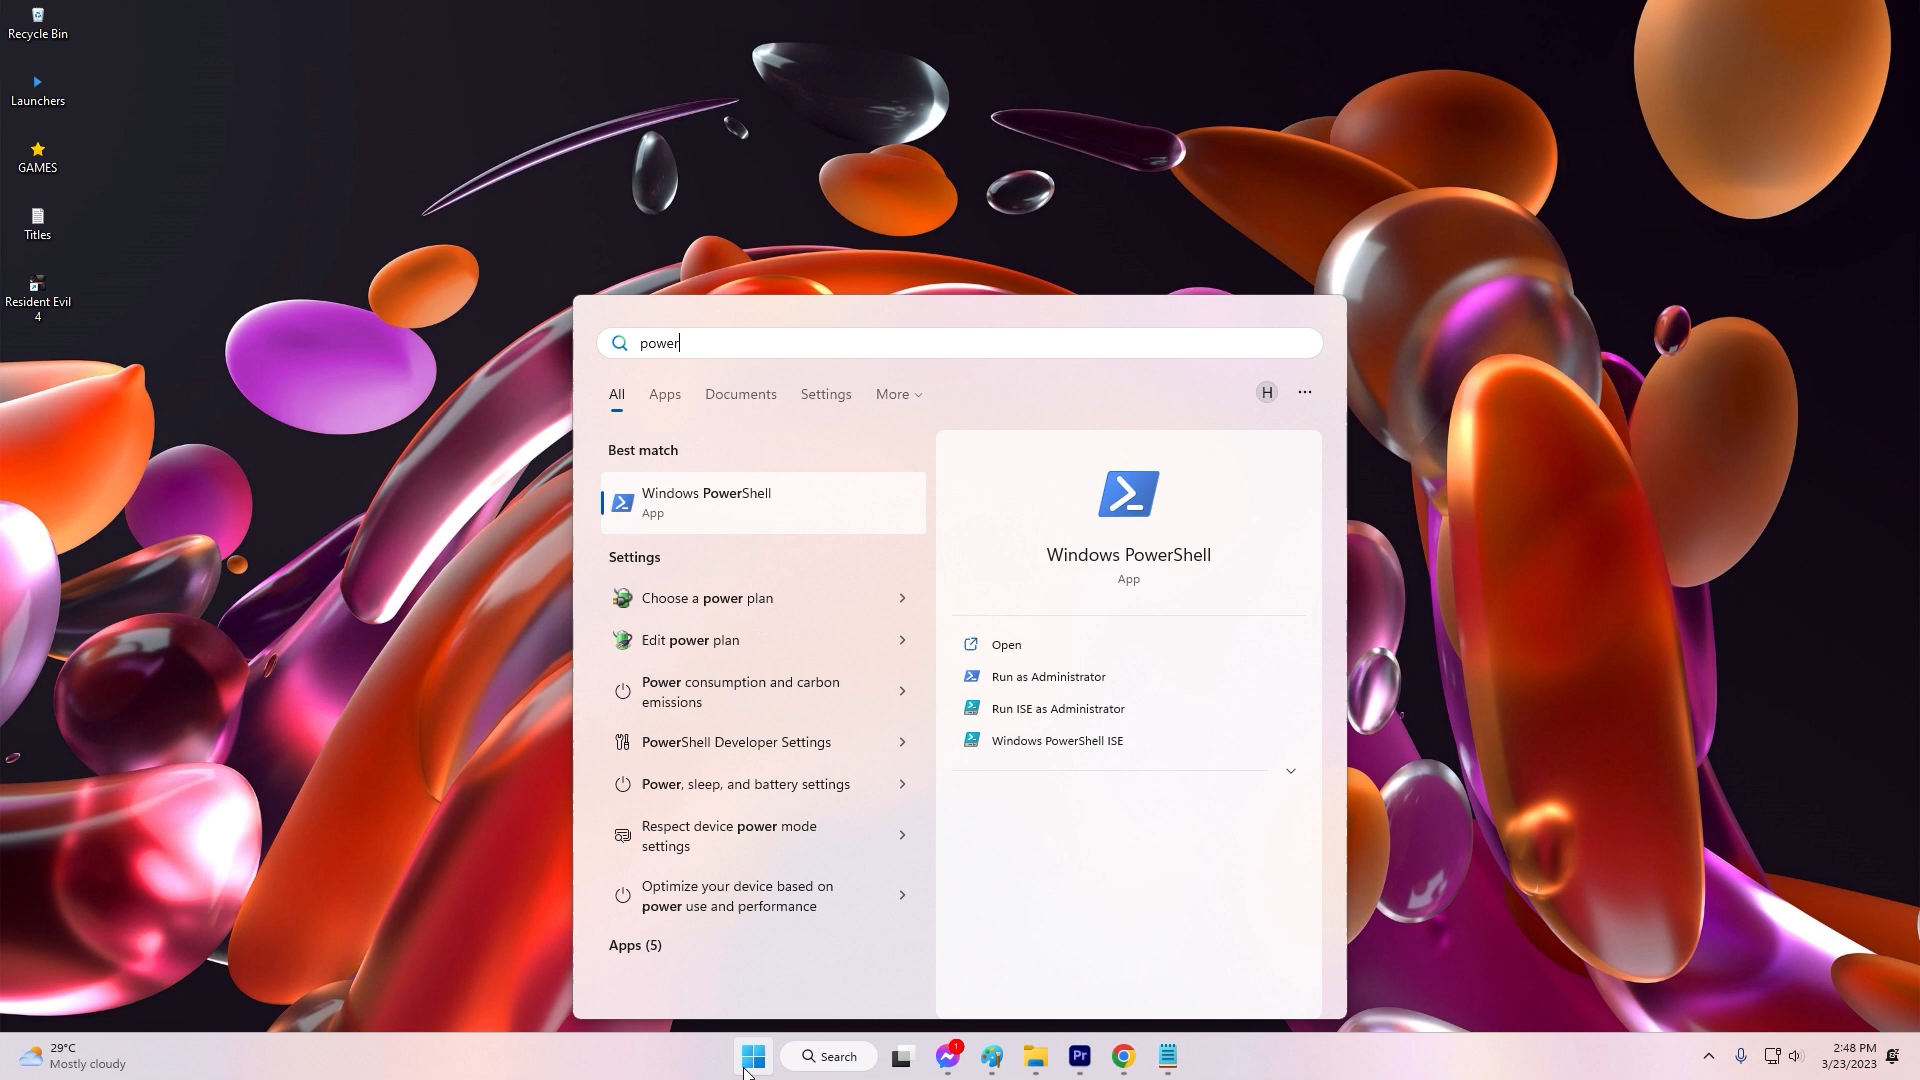 Recycle Bin
Launchers
GAMES
Titles
Resident Evil
4
power
All
Apps
Documents
Settings
More
H
Best match
Windows PowerShell
App
Settings
Choose a power plan
Edit power plan
Power consumption and carbon
emissions
PowerShell Developer Settings
Power, sleep, and battery settings
Respect device power mode
settings
Optimize your device based on
power use and performance
Apps (5)
Windows PowerShell
App
Open
Run as Administrator
Run ISE as Administrator
Windows PowerShell ISE
29°C
Mostly cloudy
Search
1
Pr
2:48 PM
3/23/2023